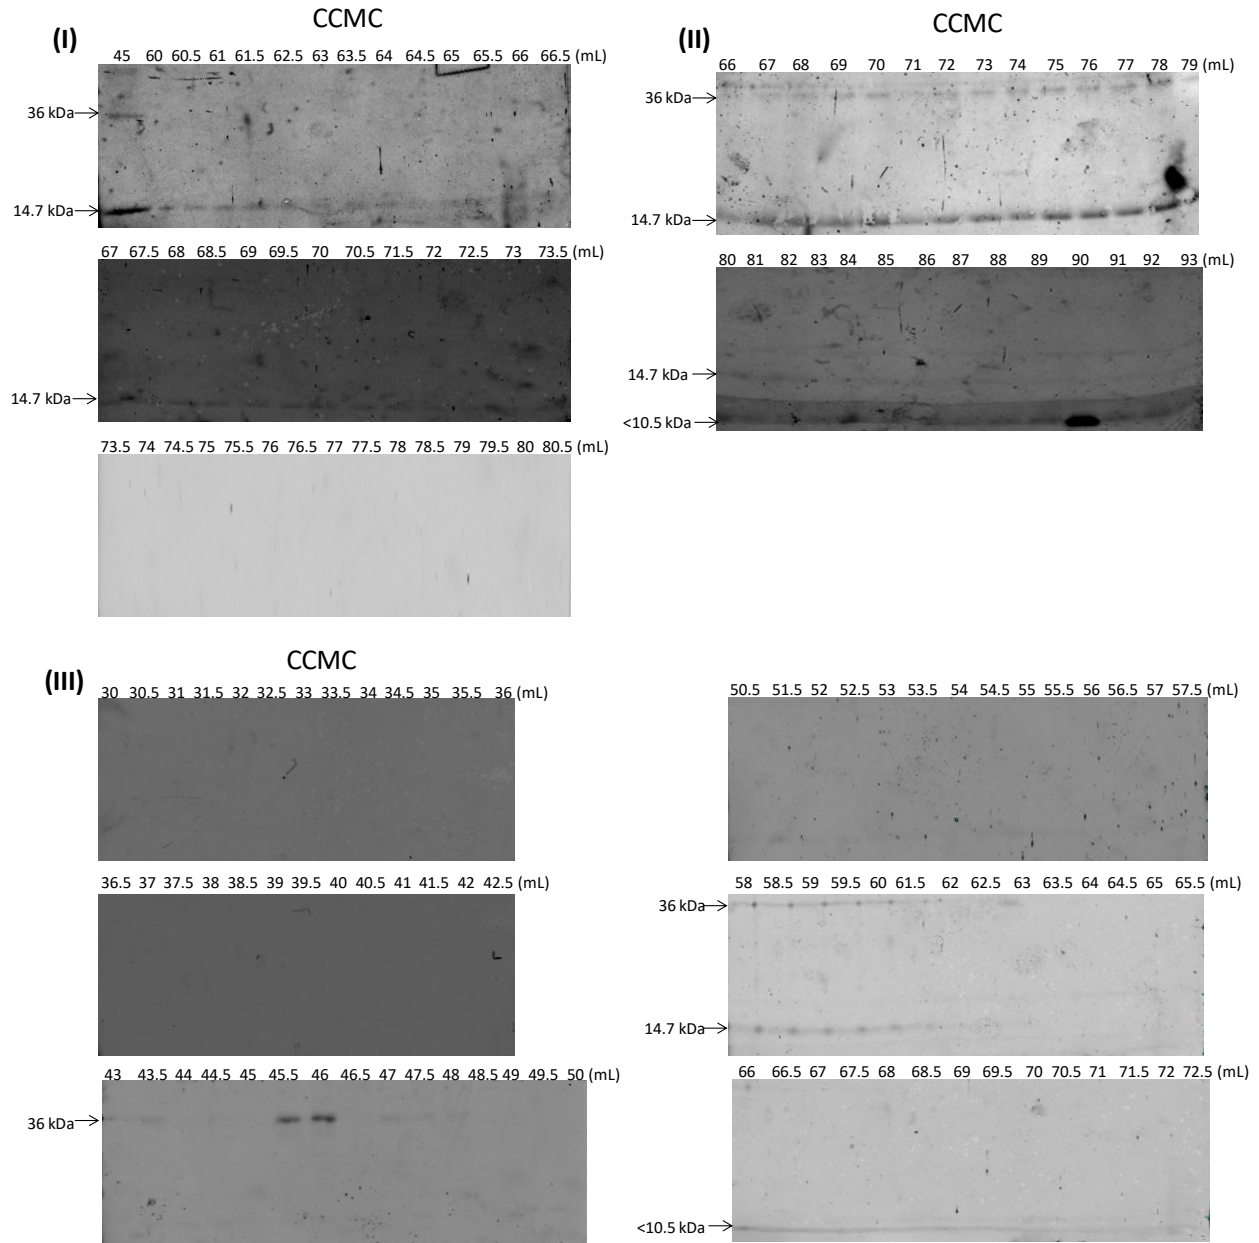 CCMC
(I)
45 60 60.5 61 61.5 62.5 63 63.5 64 64.5 65 65.5 66 66.5 (mL)
36 kDa
14.7 kDa
67 67.5 68 68.5 69 69.5 70 70.5 71.5 72 72.5 73 73.5 (mL)
14.7 kDa
73.5 74 74.5 75 75.5 76 76.5 77 77.5 78 78.5 79 79.5 80 80.5 (mL)
CCMC
(II)
66 67 68 69 70 71 72 73 74 75 76 77 78 79 (mL)
36 kDa
14.7 kDa
80 81 82 83 84 85 86 87 88 89 90 91 92 93 (mL)
14.7 kDa
<10.5 kDa
CCMC
(III)
30 30.5 31 31.5 32 32.5 33 33.5 34 34.5 35 35.5 36 (mL)
36.5 37 37.5 38 38.5 39 39.5 40 40.5 41 41.5 42 42.5 (mL)
43 43.5 44 44.5 45 45.5 46 46.5 47 47.5 48 48.5 49 49.5 50 (mL)
36 kDa
50.5 51.5 52 52.5 53 53.5 54 54.5 55 55.5 56 56.5 57 57.5 (mL)
58 58.5 59 59.5 60 61.5 62 62.5 63 63.5 64 64.5 65 65.5 (mL)
36 kDa
14.7 kDa
66 66.5 67 67.5 68 68.5 69 69.5 70 70.5 71 71.5 72 72.5 (mL)
<10.5 kDa